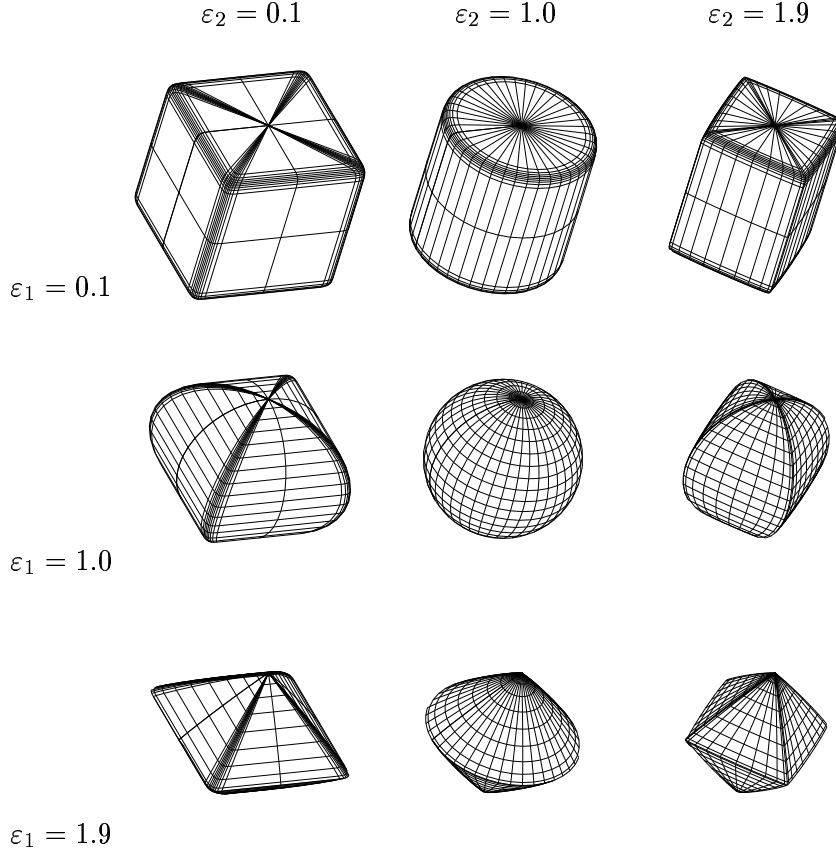 ε₂ = 0.1 ε₂ = 1.0 ε₂ = 1.9
ε₁ = 0.1
ε₁ = 1.0
ε₁ = 1.9